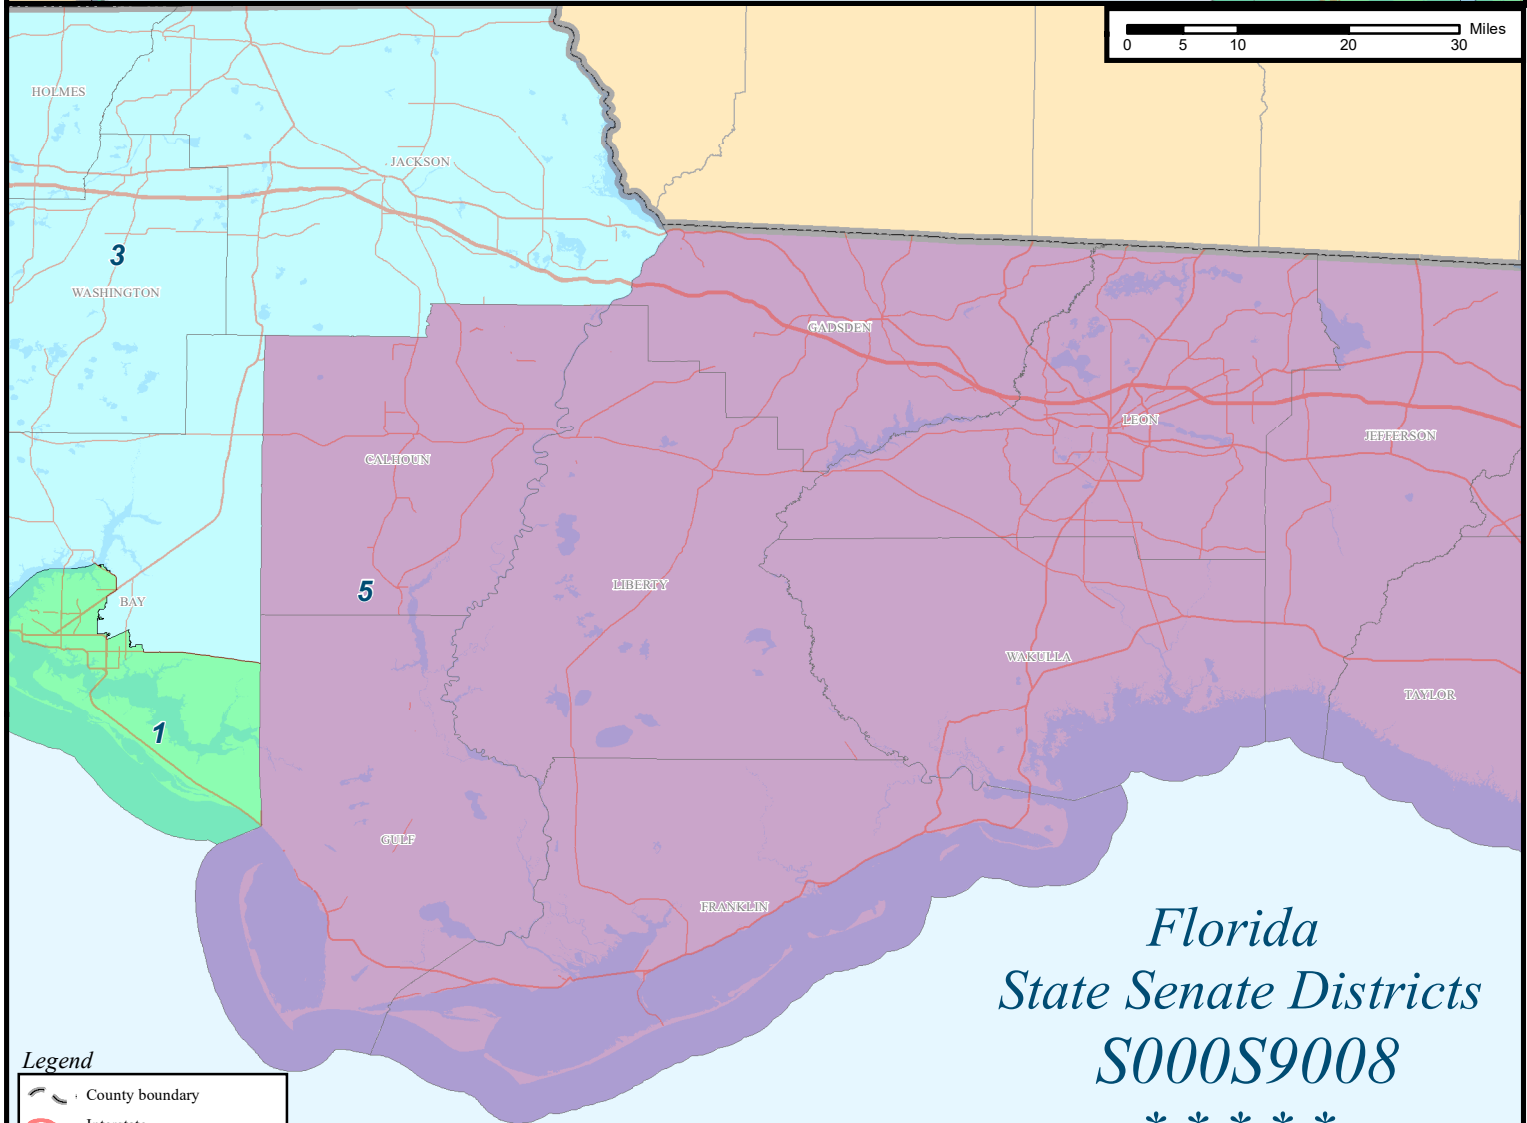 Miles
0 5 10 20 30
HOLMES
JACKSON
3
WASHINGTON
GADSDEN
LEON
JEFFERSON
CALHOUN
5
LIBERTY
BAY
WAKULLA
TAYLOR
1
GULF
FRANKLIN
Florida
State Senate Districts
S000S9008
* * * * *
Legend
County boundary